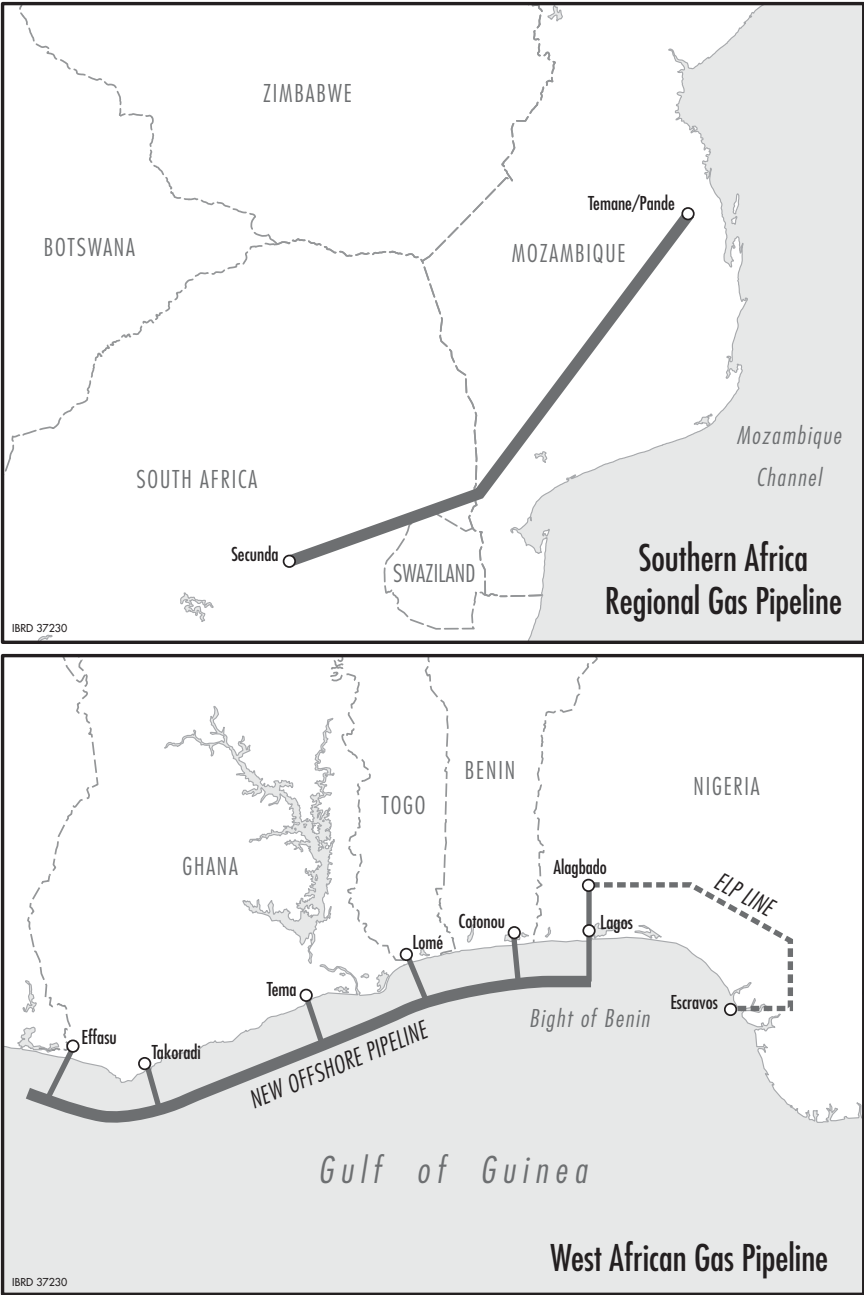 ZIMBABWE
Temane/Pande
BOTSWANA
MOZAMBIQUE
Mozambique
Channel
SOUTH AFRICA
Secunda
SWAZILAND
Southern Africa
Regional Gas Pipeline
IBRD 37230
BENIN
NIGERIA
TOGO
GHANA
Alagbado
ELP LINE
Cotonou
Lagos
Lomé
Tema
Escravos
Bight of Benin
Effasu
Takoradi
NEW OFFSHORE PIPELINE
Gulf of Guinea
West African Gas Pipeline
IBRD 37230